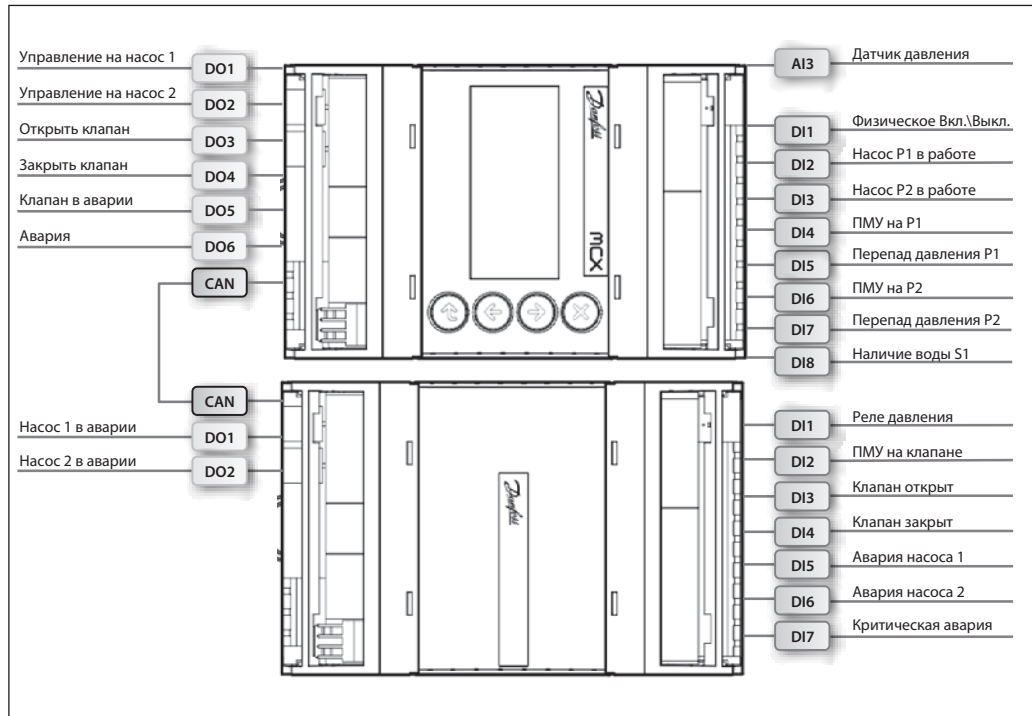 Управление на насос 1 DO1
Управление на насос 2 DO2
Открыть клапан DO3
Закрыть клапан DO4
Клапан в аварии DO5
Авария DO6
CAN
Danfoss
MCX
AI3 Датчик давления
DI1 Физическое Вкл.\Выкл.
DI2 Насос P1 в работе
DI3 Насос P2 в работе
DI4 ПМУ на P1
DI5 Перепад давления P1
DI6 ПМУ на P2
DI7 Перепад давления P2
DI8 Наличие воды S1
CAN
Насос 1 в аварии DO1
Насос 2 в аварии DO2
Danfoss
DI1 Реле давления
DI2 ПМУ на клапане
DI3 Клапан открыт
DI4 Клапан закрыт
DI5 Авария насоса 1
DI6 Авария насоса 2
DI7 Критическая авария